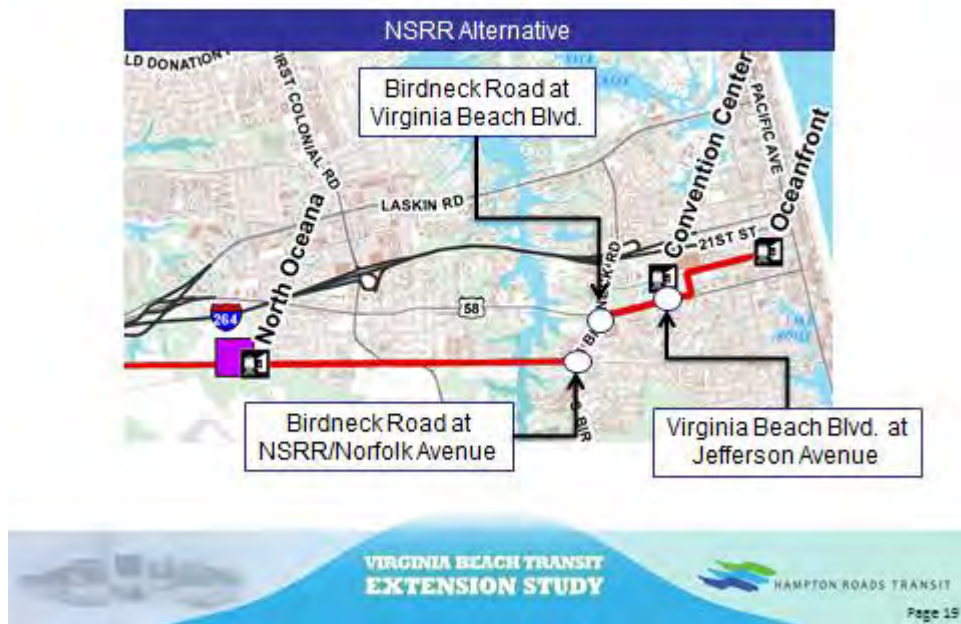 NSRR Alternative
LD DONATION
FIRST COLONIAL RD
Birdneck Road at
Virginia Beach Blvd.
PACIFIC AVE
Convention Center
Oceanfront
LASKIN RD
North Oceana
21ST ST
58
264
Birdneck Road at
NSRR/Norfolk Avenue
Virginia Beach Blvd. at
Jefferson Avenue
VIRGINIA BEACH TRANSIT
EXTENSION STUDY
HAMPTON ROADS TRANSIT
Page 19